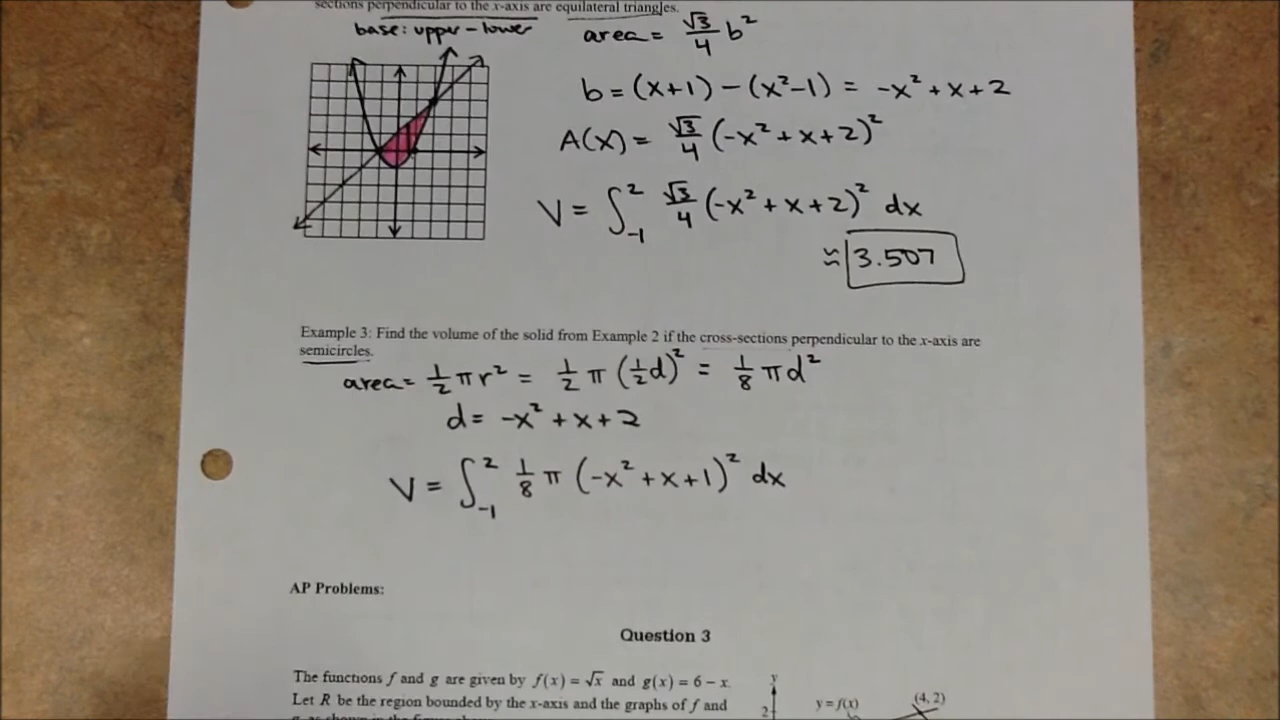 sections perpendicular to the x-axis are equilateral triangles.
base: upper - lower
area = √3/4 b²
b = (x+1) - (x²-1) = -x² + x + 2
A(x) = √3/4 (-x² + x + 2)²
V = ∫₋₁² √3/4 (-x² + x + 2)² dx
≈ 3.507
Example 3: Find the volume of the solid from Example 2 if the cross-sections perpendicular to the x-axis are
semicircles.
area = 1/2 πr² = 1/2 π (1/2 d)² = 1/8 πd²
d = -x² + x + 2
V = ∫₋₁² 1/8 π (-x² + x + 1)² dx
AP Problems:
Question 3
The functions f and g are given by f(x) = √x and g(x) = 6 − x.
Let R be the region bounded by the x-axis and the graphs of f and
y
2
y = f(x)
(4, 2)